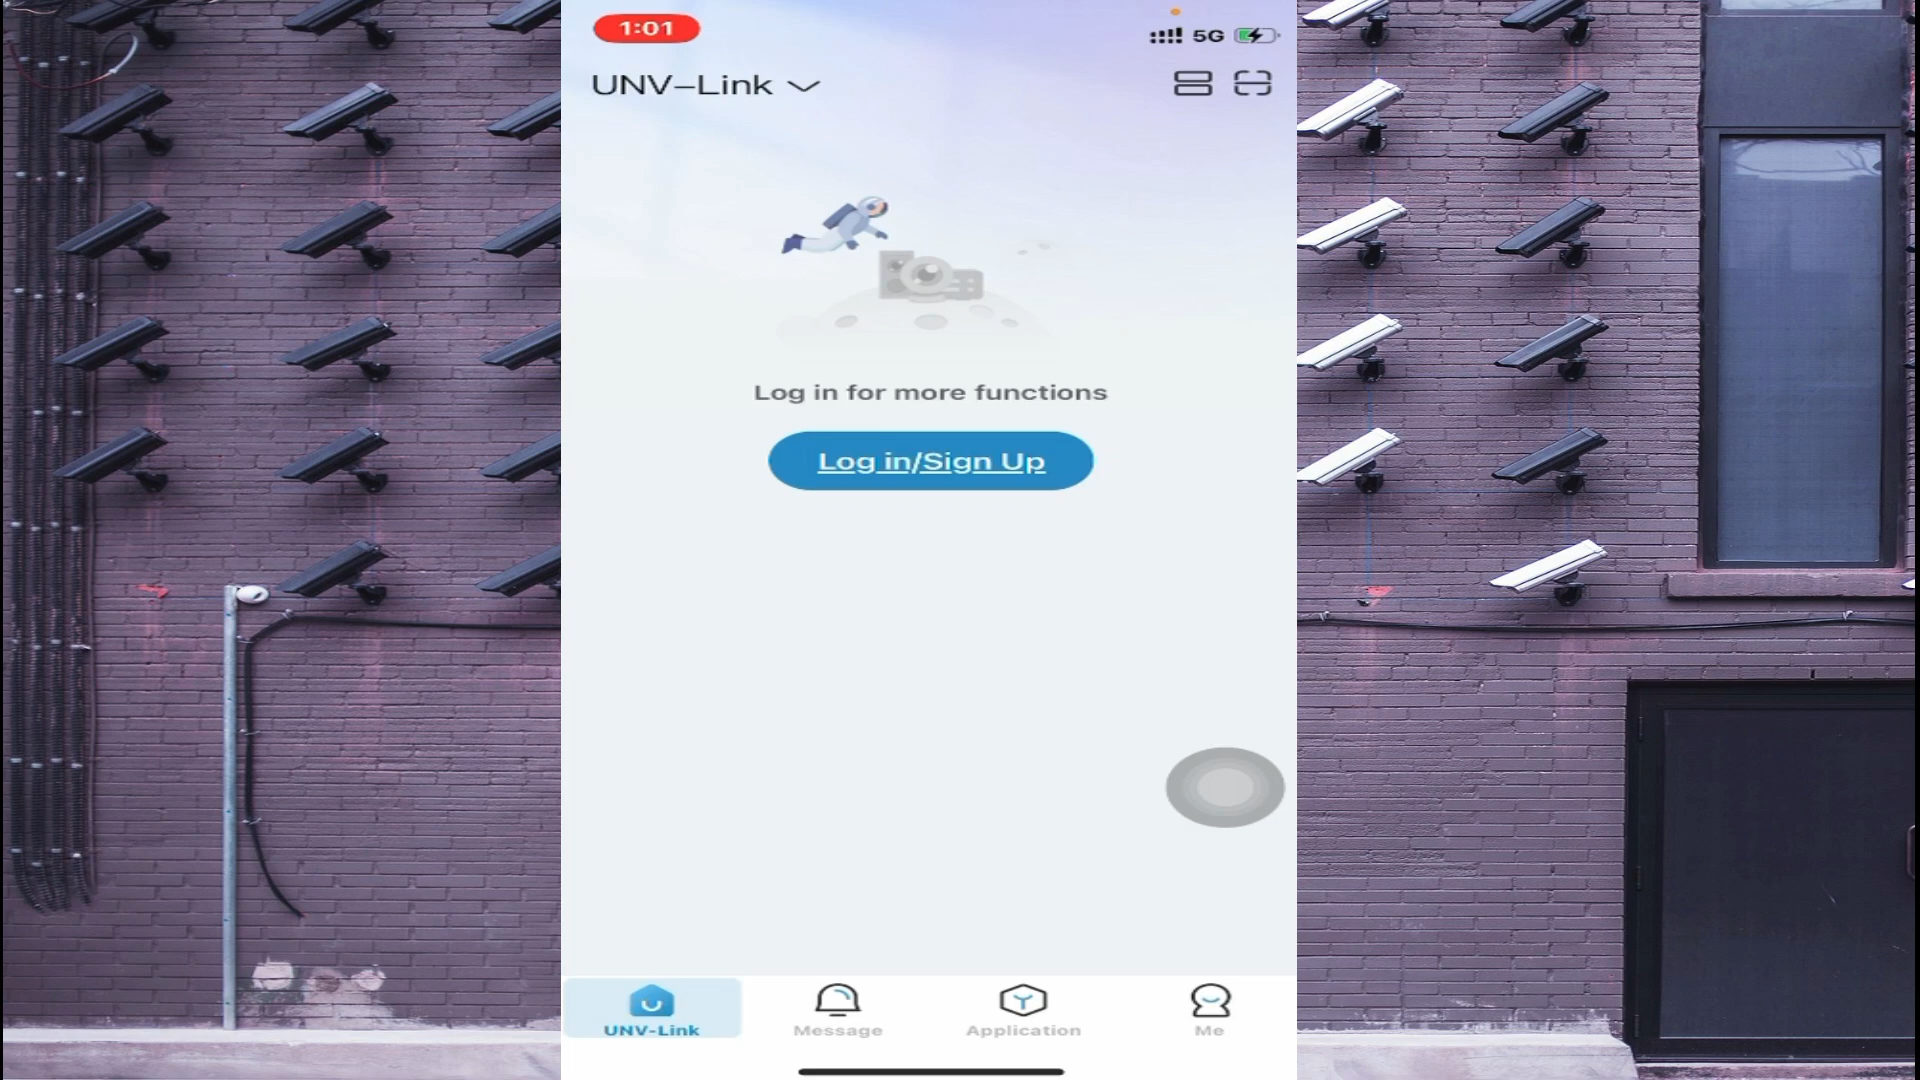 1:01
5G
UNV-Link
Log in for more functions
Log in/Sign Up
UNV-Link
Message
Application
Me